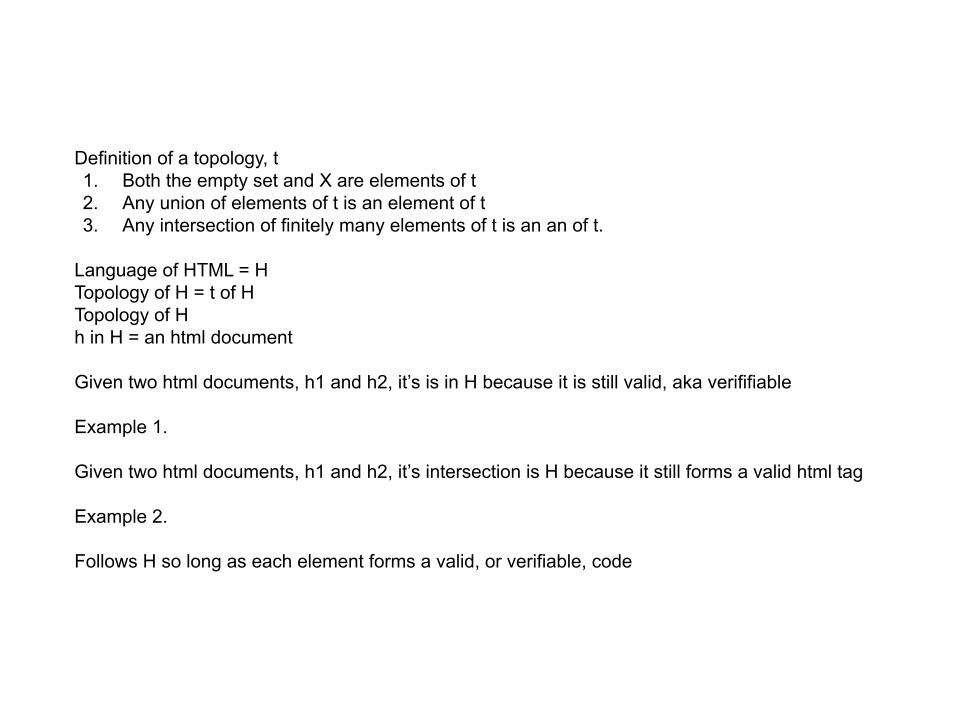 Definition of a topology, t
1. Both the empty set and X are elements of t
2. Any union of elements of t is an element of t
3. Any intersection of finitely many elements of t is an an of t.
Language of HTML = H
Topology of H = t of H
Topology of H
h in H = an html document
Given two html documents, h1 and h2, it’s is in H because it is still valid, aka verififiable
Example 1.
Given two html documents, h1 and h2, it’s intersection is H because it still forms a valid html tag
Example 2.
Follows H so long as each element forms a valid, or verifiable, code